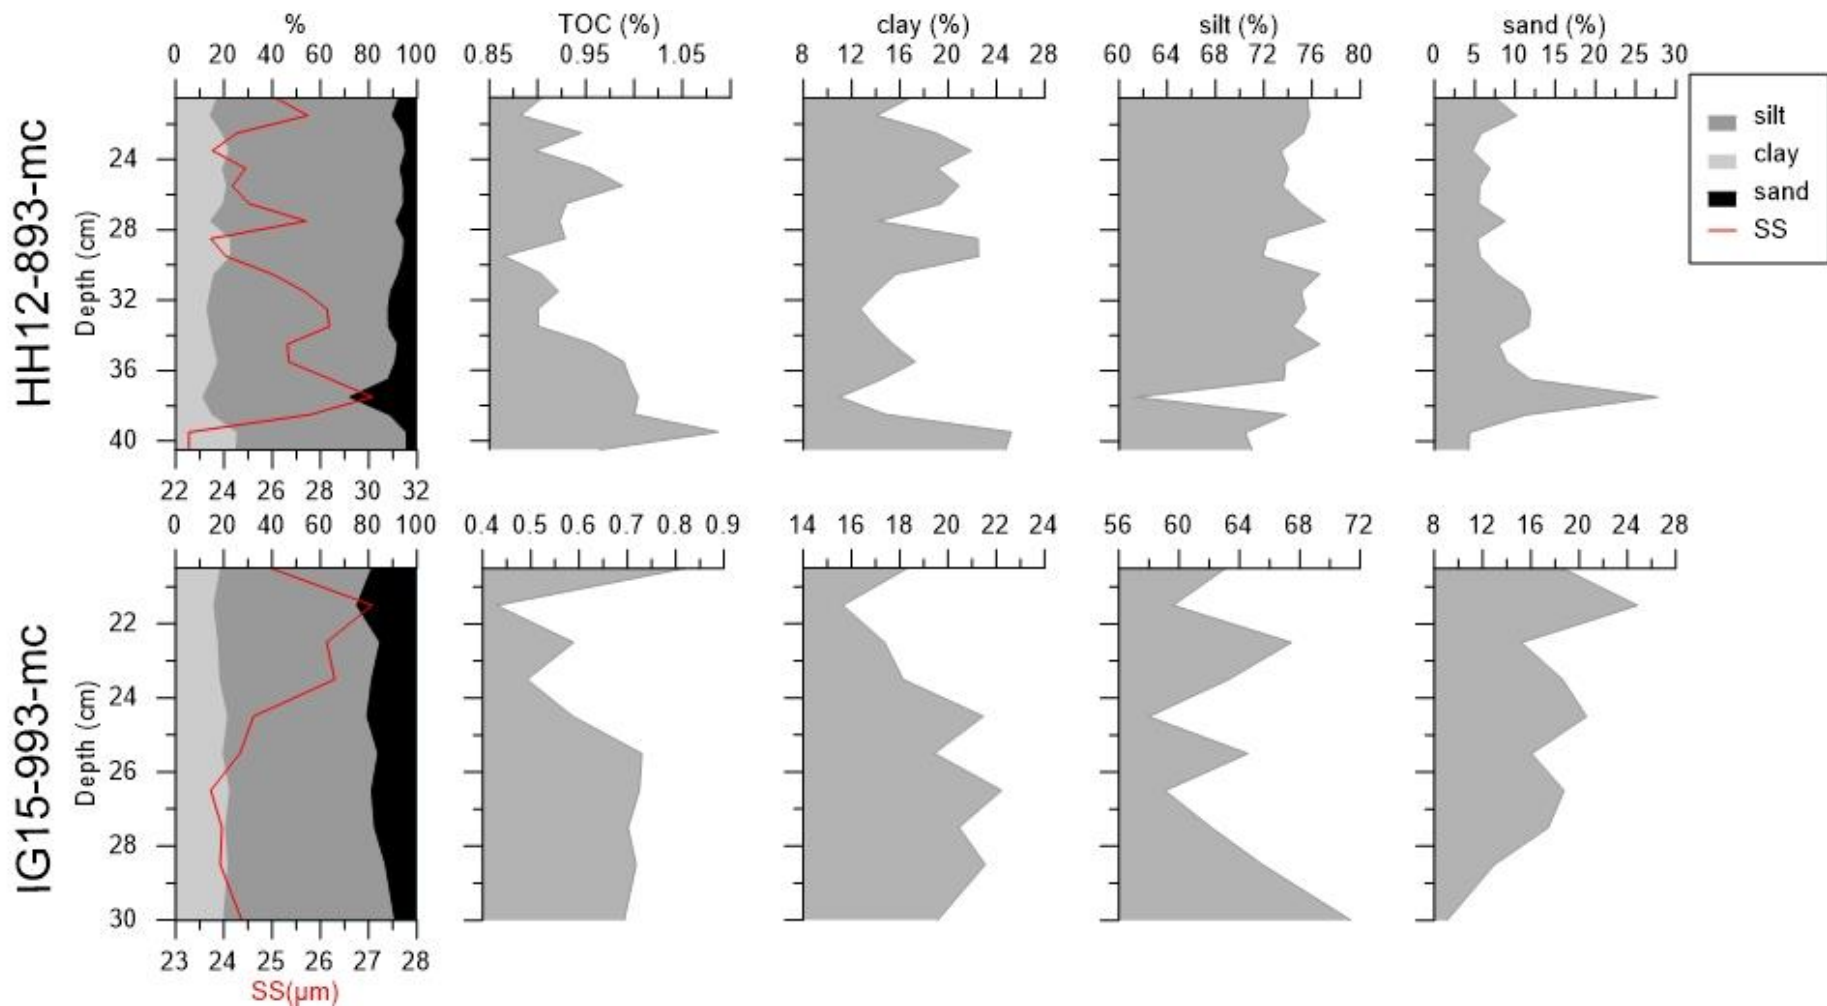 % TOC (%) clay (%) silt (%) sand (%)
0 20 40 60 80 100 0.85 0.95 1.05 8 12 16 20 24 28 60 64 68 72 76 80 0 5 10 15 20 25 30
HH12-893-mc
Depth (cm)
24
28
32
36
40
22 24 26 28 30 32
silt
clay
sand
SS
0 20 40 60 80 100 0.4 0.5 0.6 0.7 0.8 0.9 14 16 18 20 22 24 56 60 64 68 72 8 12 16 20 24 28
IG15-993-mc
Depth (cm)
22
24
26
28
30
23 24 25 26 27 28
SS(µm)